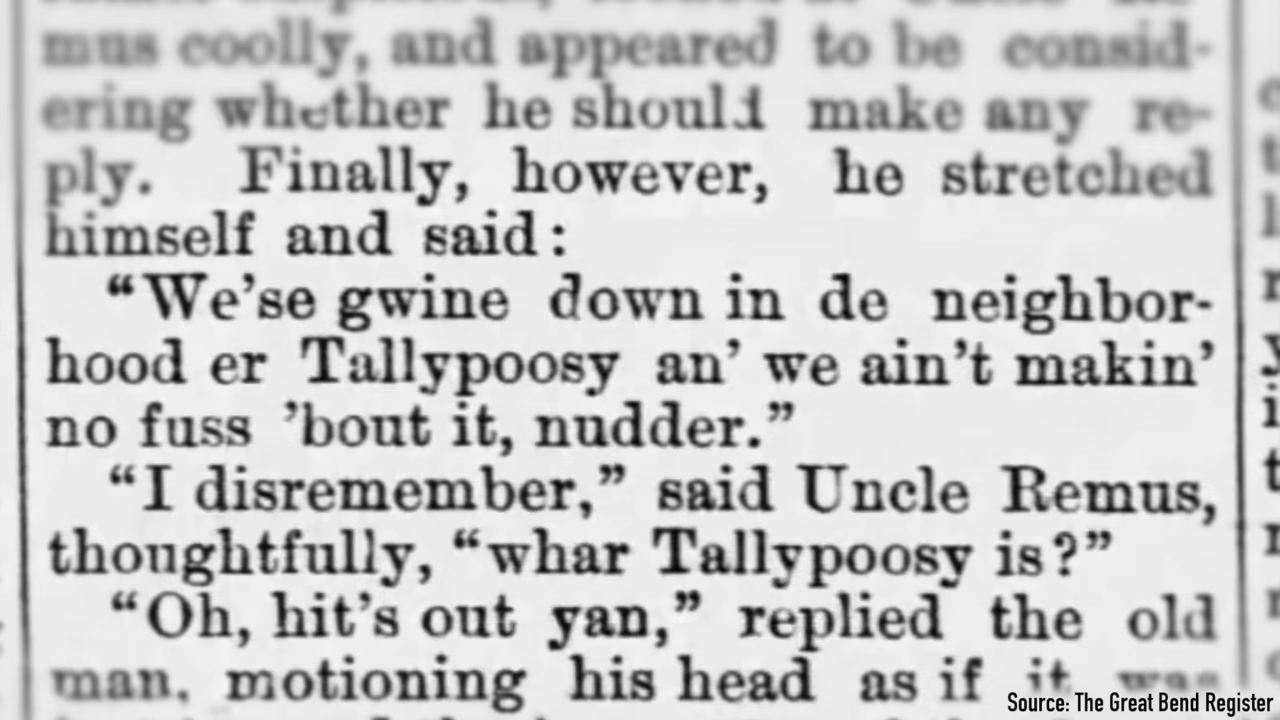 mus coolly, and appeared to be consid-
ering whether he should make any re-
ply. Finally, however, he stretched
himself and said:
“We’se gwine down in de neighbor-
hood er Tallypoosy an’ we ain’t makin’
no fuss ’bout it, nudder.”
“I disremember,” said Uncle Remus,
thoughtfully, “whar Tallypoosy is?”
“Oh, hit’s out yan,” replied the old
man, motioning his head as if it was
Source: The Great Bend Register